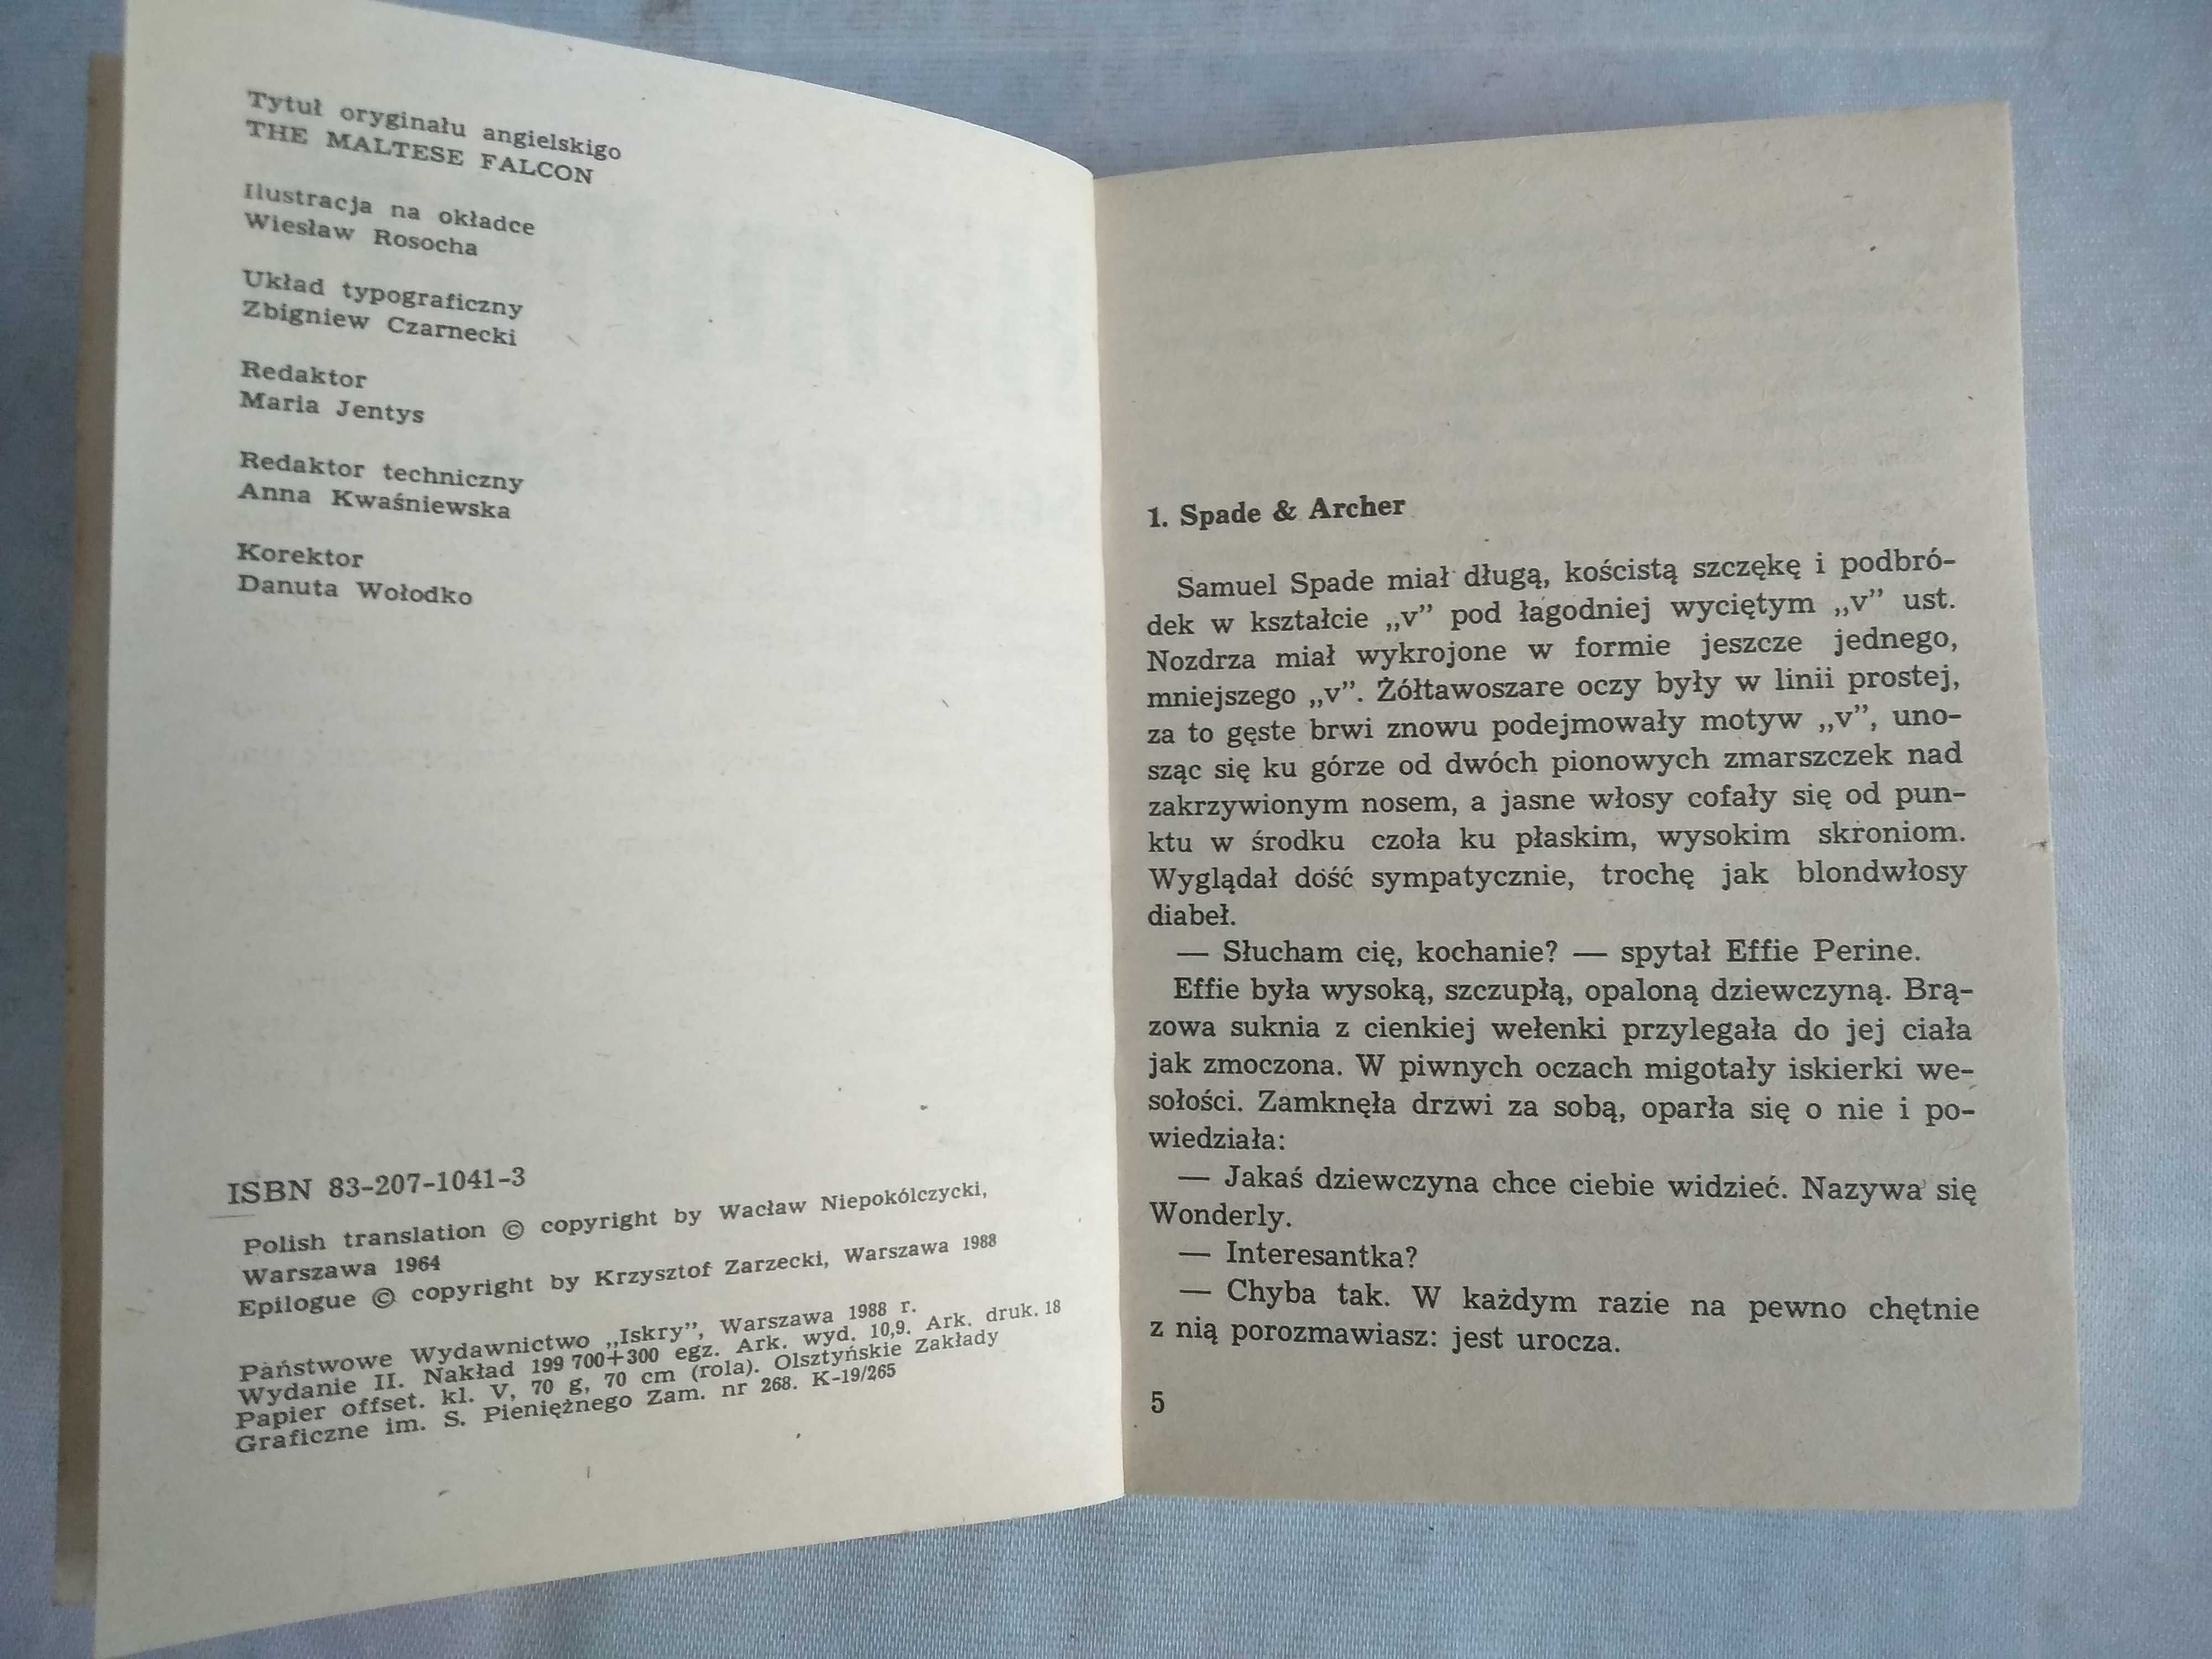 Tytuł oryginału angielskigo
THE MALTESE FALCON
Ilustracja na okładce
Wiesław Rosocha
Układ typograficzny
Zbigniew Czarnecki
Redaktor
Maria Jentys
Redaktor techniczny
Anna Kwaśniewska
Korektor
Danuta Wołodko
ISBN 83-207-1041-3
Polish translation © copyright by Wacław Niepokólczycki,
Warszawa 1964
Epilogue © copyright by Krzysztof Zarzecki, Warszawa 1988
Państwowe Wydawnictwo „Iskry”, Warszawa 1988 r.
Wydanie II. Nakład 199 700+300 egz. Ark. wyd. 10,9. Ark. druk. 18
Papier offset. kl. V, 70 g, 70 cm (rola). Olsztyńskie Zakłady
Graficzne im. S. Pieniężnego Zam. nr 268. K-19/265
1. Spade & Archer
Samuel Spade miał długą, kościstą szczękę i podbró-
dek w kształcie „v” pod łagodniej wyciętym „v” ust.
Nozdrza miał wykrojone w formie jeszcze jednego,
mniejszego „v”. Żółtawoszare oczy były w linii prostej,
za to gęste brwi znowu podejmowały motyw „v”, uno-
sząc się ku górze od dwóch pionowych zmarszczek nad
zakrzywionym nosem, a jasne włosy cofały się od pun-
ktu w środku czoła ku płaskim, wysokim skroniom.
Wyglądał dość sympatycznie, trochę jak blondwłosy
diabeł.
— Słucham cię, kochanie? — spytał Effie Perine.
Effie była wysoką, szczupłą, opaloną dziewczyną. Brą-
zowa suknia z cienkiej wełenki przylegała do jej ciała
jak zmoczona. W piwnych oczach migotały iskierki we-
sołości. Zamknęła drzwi za sobą, oparła się o nie i po-
wiedziała:
— Jakaś dziewczyna chce ciebie widzieć. Nazywa się
Wonderly.
— Interesantka?
— Chyba tak. W każdym razie na pewno chętnie
z nią porozmawiasz: jest urocza.
5